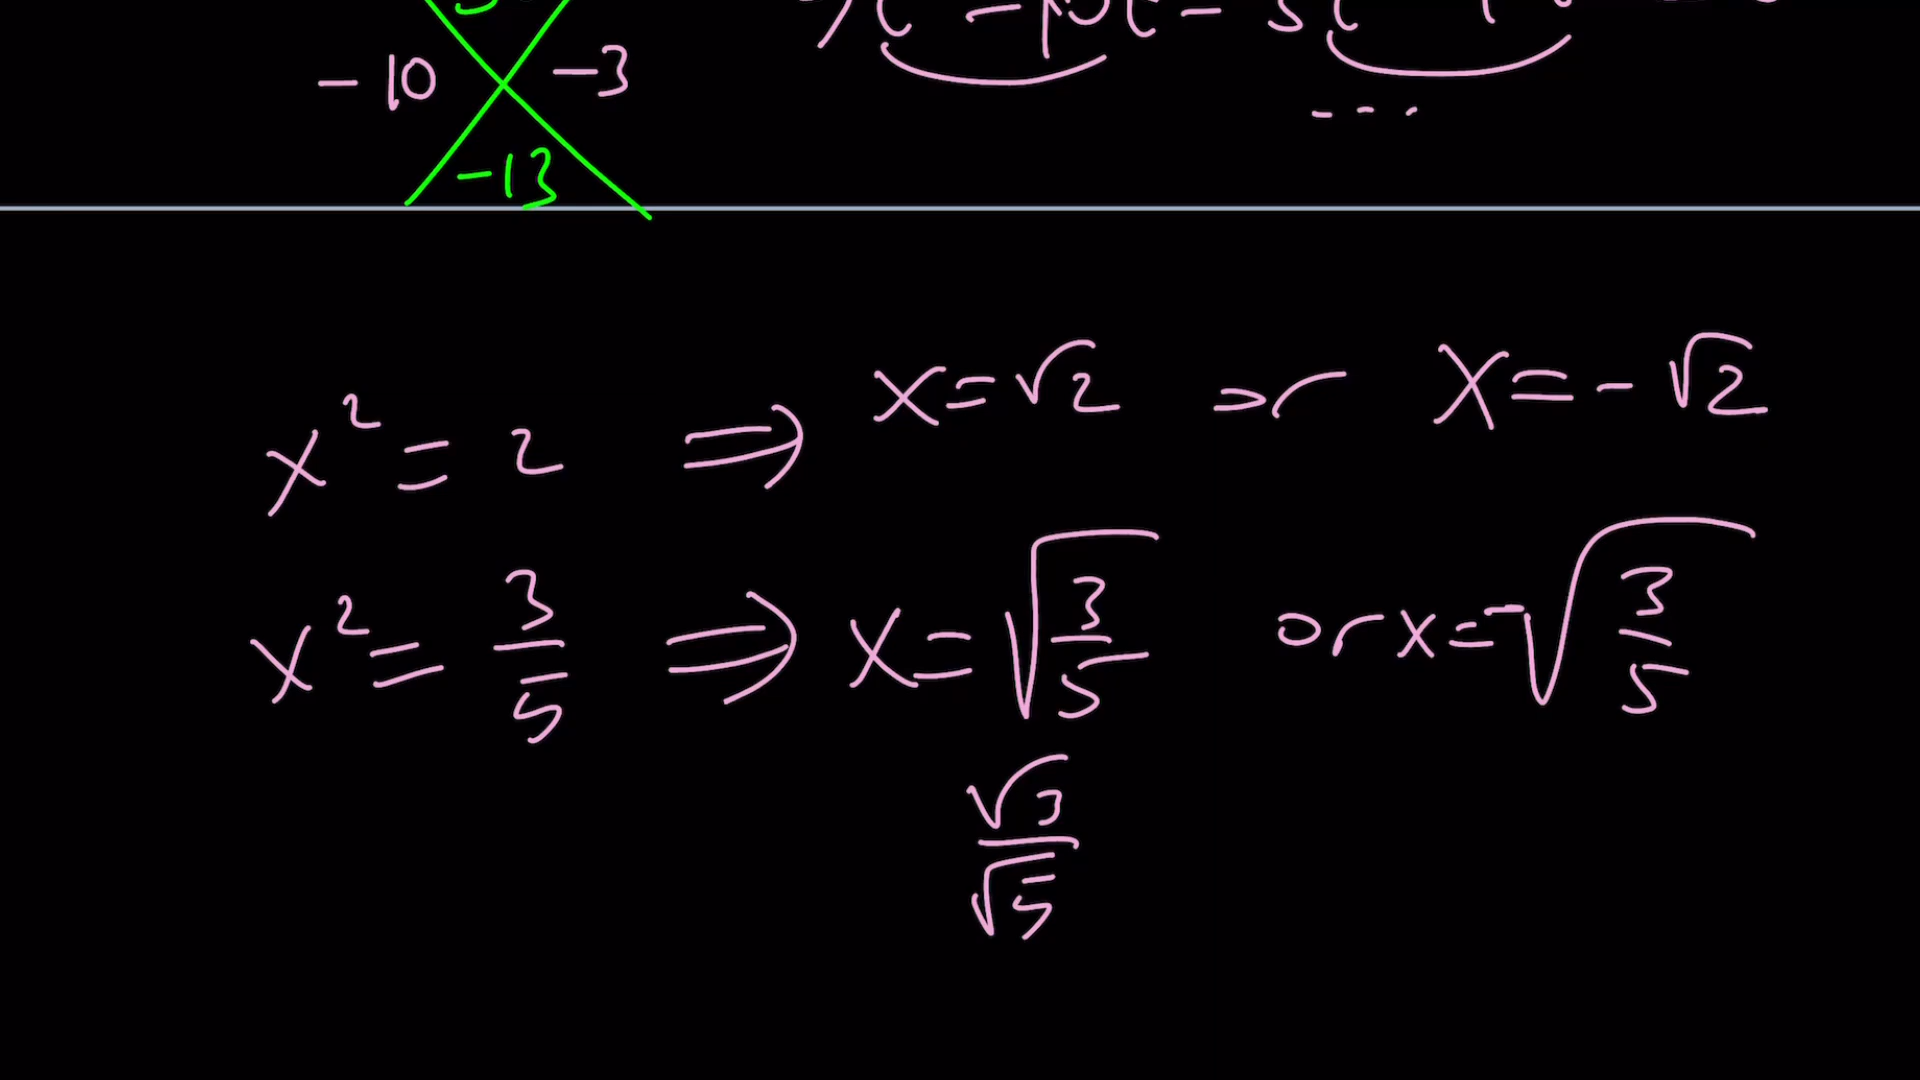 -10 -3
- - -
-13
x² = 2 ⇒ x=√2 or x=-√2
x² = 3/5 ⇒ x=√(3/5) or x=-√(3/5)
√3/√5